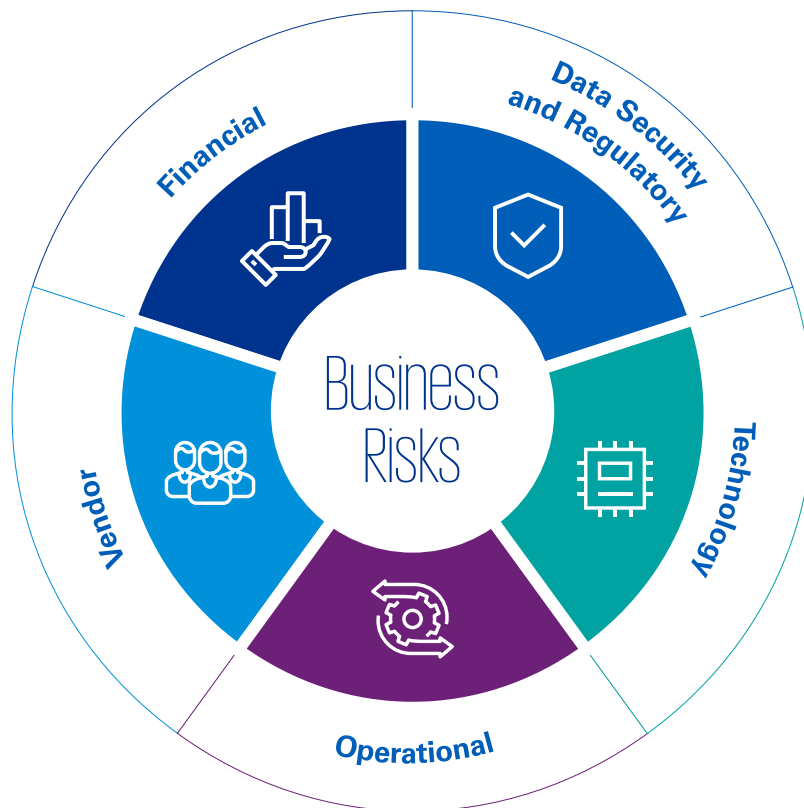 Financial
Data Security
and Regulatory
Business
Risks
Vendor
Technology
Operational